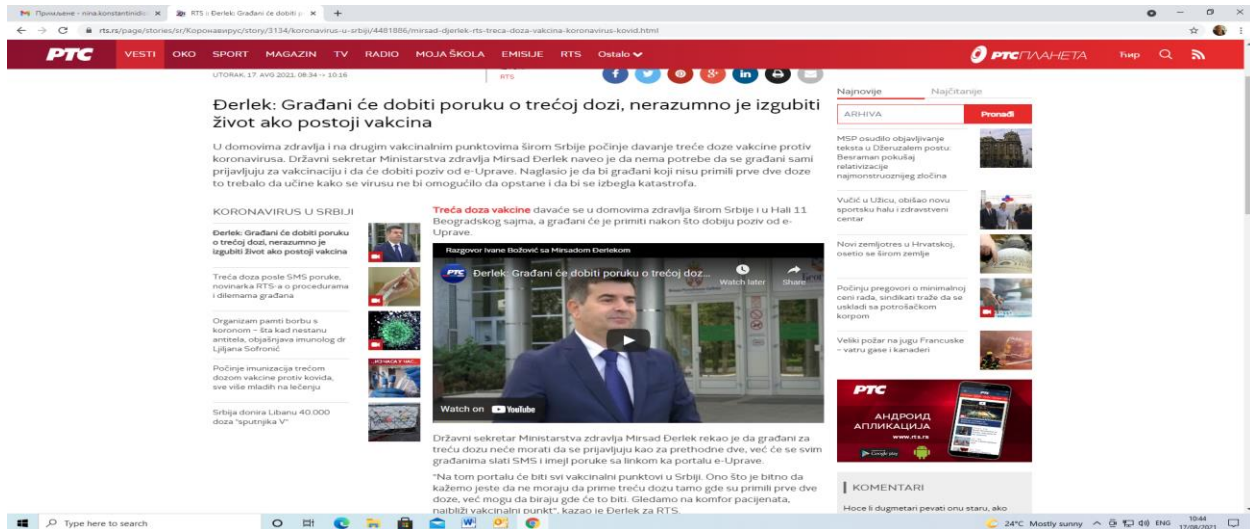 Примљене - nina.konstantinidis
RTS :: Đerlek: Građani će dobiti p
rts.rs/page/stories/sr/Коронавирус/story/3134/koronavirus-u-srbiji/4481886/mirsad-djerlek-rts-treca-doza-vakcina-koronavirus-kovid.html
РТС VESTI OKO SPORT MAGAZIN TV RADIO MOJA ŠKOLA EMISIJE RTS Ostalo
РТС ПЛАНЕТА Ћир
UTORAK, 17. AVG 2021, 08:34 -> 10:16
RTS
Đerlek: Građani će dobiti poruku o trećoj dozi, nerazumno je izgubiti
život ako postoji vakcina
U domovima zdravlja i na drugim vakcinalnim punktovima širom Srbije počinje davanje treće doze vakcine protiv
koronavirusa. Državni sekretar Ministarstva zdravlja Mirsad Đerlek naveo je da nema potrebe da se građani sami
prijavljuju za vakcinaciju i da će dobiti poziv od e-Uprave. Naglasio je da bi građani koji nisu primili prve dve doze
to trebalo da učine kako se virusu ne bi omogućilo da opstane i da bi se izbegla katastrofa.
KORONAVIRUS U SRBIJI
Đerlek: Građani će dobiti poruku
o trećoj dozi, nerazumno je
izgubiti život ako postoji vakcina
Treća doza posle SMS poruke,
novinarka RTS-a o procedurama
i dilemama građana
Organizam pamti borbu s
koronom – šta kad nestanu
antitela, objašnjava imunolog dr
Ljiljana Sofronić
Počinje imunizacija trećom
dozom vakcine protiv kovida,
sve više mladih na lečenju
Srbija donira Libanu 40.000
doza "sputnjika V"
Treća doza vakcine davaće se u domovima zdravlja širom Srbije i u Hali 11
Beogradskog sajma, a građani će je primiti nakon što dobiju poziv od e-
Uprave.
Razgovor Ivane Božović sa Mirsadom Đerlekom
РТС Đerlek: Građani će dobiti poruku o trećoj doz...
Watch later Share
Watch on YouTube
Državni sekretar Ministarstva zdravlja Mirsad Đerlek rekao je da građani za
treću dozu neće morati da se prijavljuju kao za prethodne dve, već će se svim
građanima slati SMS i imejl poruke sa linkom ka portalu e-Uprave.
"Na tom portalu će biti svi vakcinalni punktovi u Srbiji. Ono što je bitno da
kažemo jeste da ne moraju da prime treću dozu tamo gde su primili prve dve
doze, već mogu da biraju gde će to biti. Gledamo na komfor pacijenata,
najbliži vakcinalni punkt", kazao je Đerlek za RTS.
Najnovije Najčitanije
ARHIVA Pronađi
MSP osudilo objavljivanje
teksta u Džeruzalem postu:
Besraman pokušaj
relativizacije
najmonstruoznijeg zločina
Vučić u Užicu, obišao novu
sportsku halu i zdravstveni
centar
Novi zemljotres u Hrvatskoj,
osetio se širom zemlje
Počinju pregovori o minimalnoj
ceni rada, sindikati traže da se
uskladi sa potrošačkom
korpom
Veliki požar na jugu Francuske
– vatru gase i kanaderi
РТС
АНДРОИД
АПЛИКАЦИЈА
www.rts.rs
Google play
KOMENTARI
Hoce li dugmetari pevati onu staru, ako
Type here to search
24°C Mostly sunny
ENG
10:44
17/08/2021